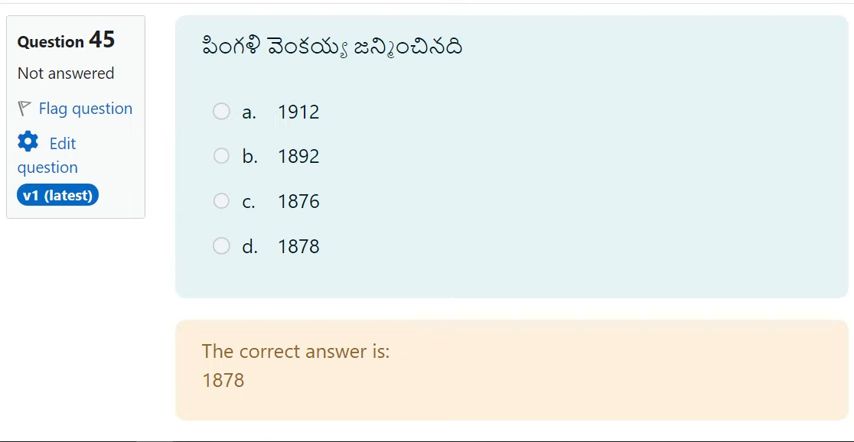 Question 45
Not answered
Flag question
Edit
question
v1 (latest)
పింగళి వెంకయ్య జన్మించినది
a. 1912
b. 1892
c. 1876
d. 1878
The correct answer is:
1878